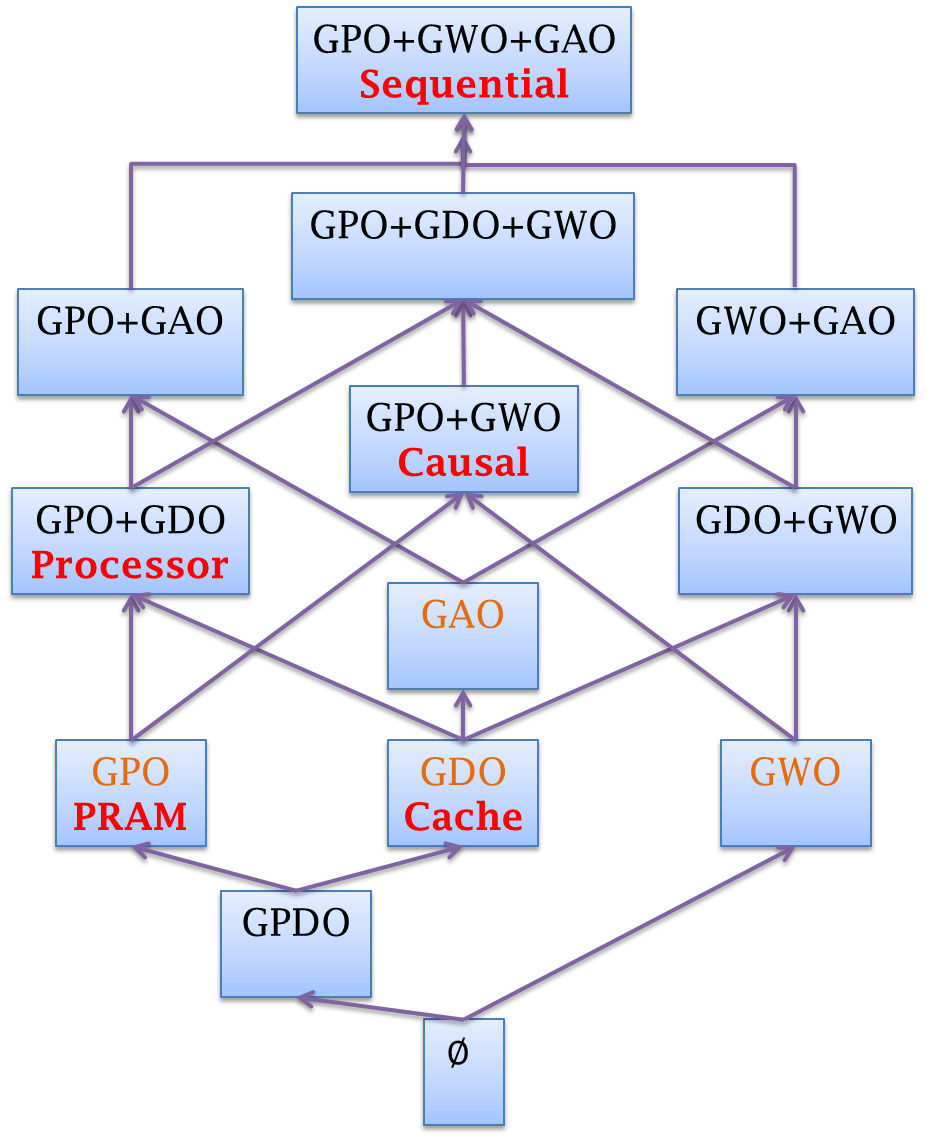 GPO+GWO+GAO
Sequential
GPO+GDO+GWO
GPO+GAO
GWO+GAO
GPO+GWO
Causal
GPO+GDO
Processor
GDO+GWO
GAO
GPO
PRAM
GDO
Cache
GWO
GPDO
Ø